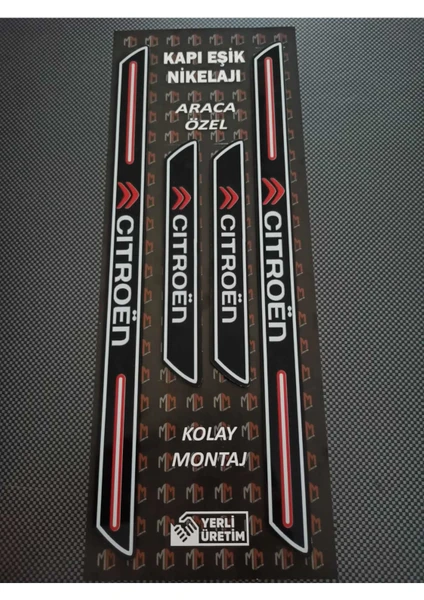 KAPI EŞİK
NİKELAJI
ARACA
ÖZEL
CITROËN
CITROËN
CITROËN
CITROËN
KOLAY
MONTAJ
YERLİ
ÜRETİM